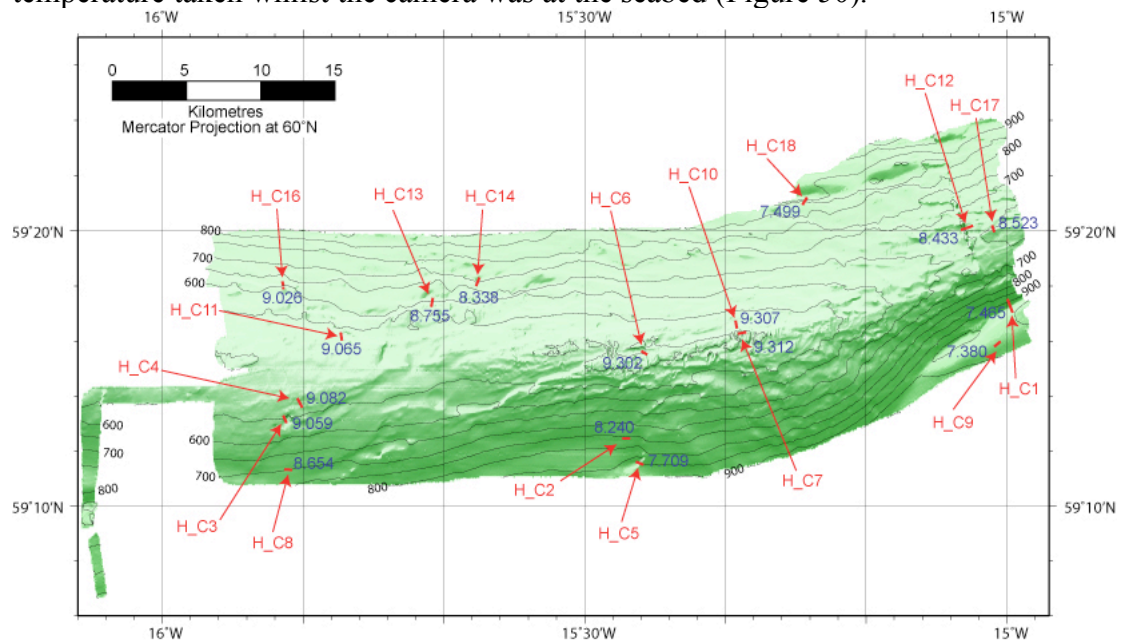 temperature taken whilst the camera was at the seabed (Figure 30).
16°W 15°30'W 15°W
0 5 10 15
Kilometres
Mercator Projection at 60°N
H_C12
H_C17
900
800
700
H_C18
H_C10
H_C13
H_C14
H_C6
H_C16
7.499
8.433
8.523
59°20'N
800
700
600
59°20'N
700
800
900
9.026
8.755
8.338
H_C11
9.065
9.307
9.302
9.312
7.465
7.380
H_C4
9.082
9.059
H_C1
H_C9
600
700
800
600
700
8.654
8.240
7.709
800
900
H_C2
H_C7
59°10'N
H_C3
H_C8
H_C5
59°10'N
16°W 15°30'W 15°W